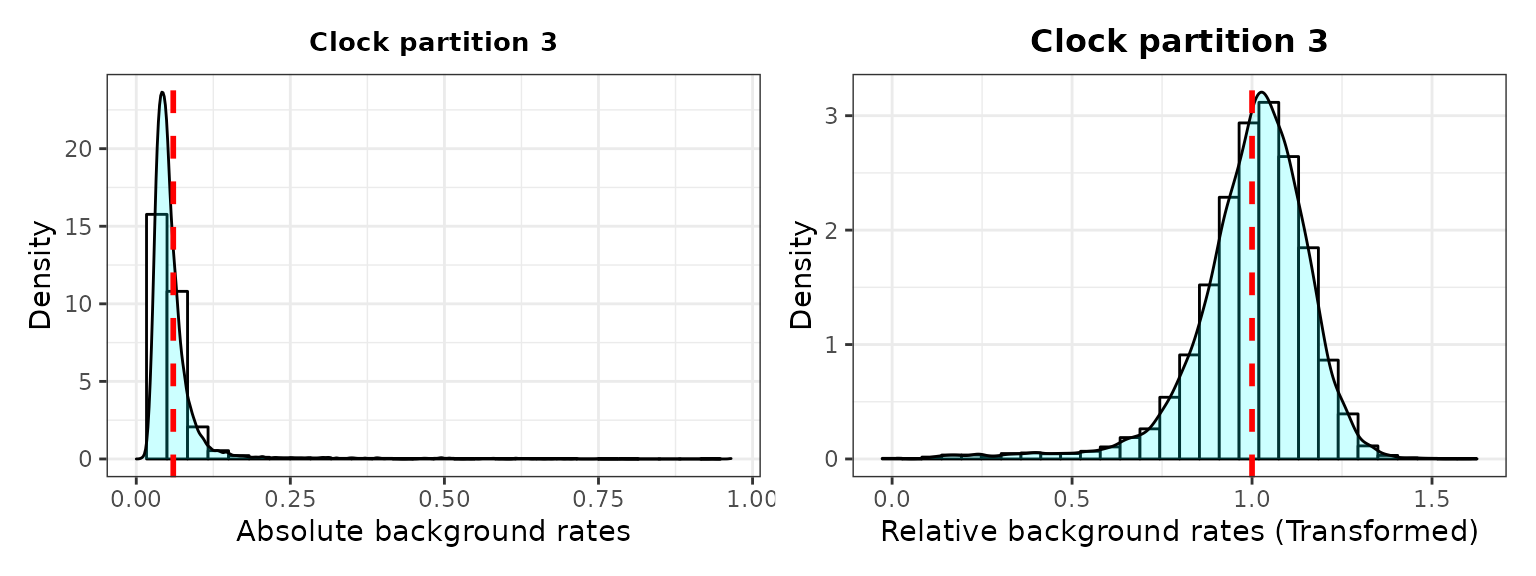 Clock partition 3
Density
20
15
10
5
0
0.00 0.25 0.50 0.75 1.00
Absolute background rates
Clock partition 3
Density
3
2
1
0
0.0 0.5 1.0 1.5
Relative background rates (Transformed)